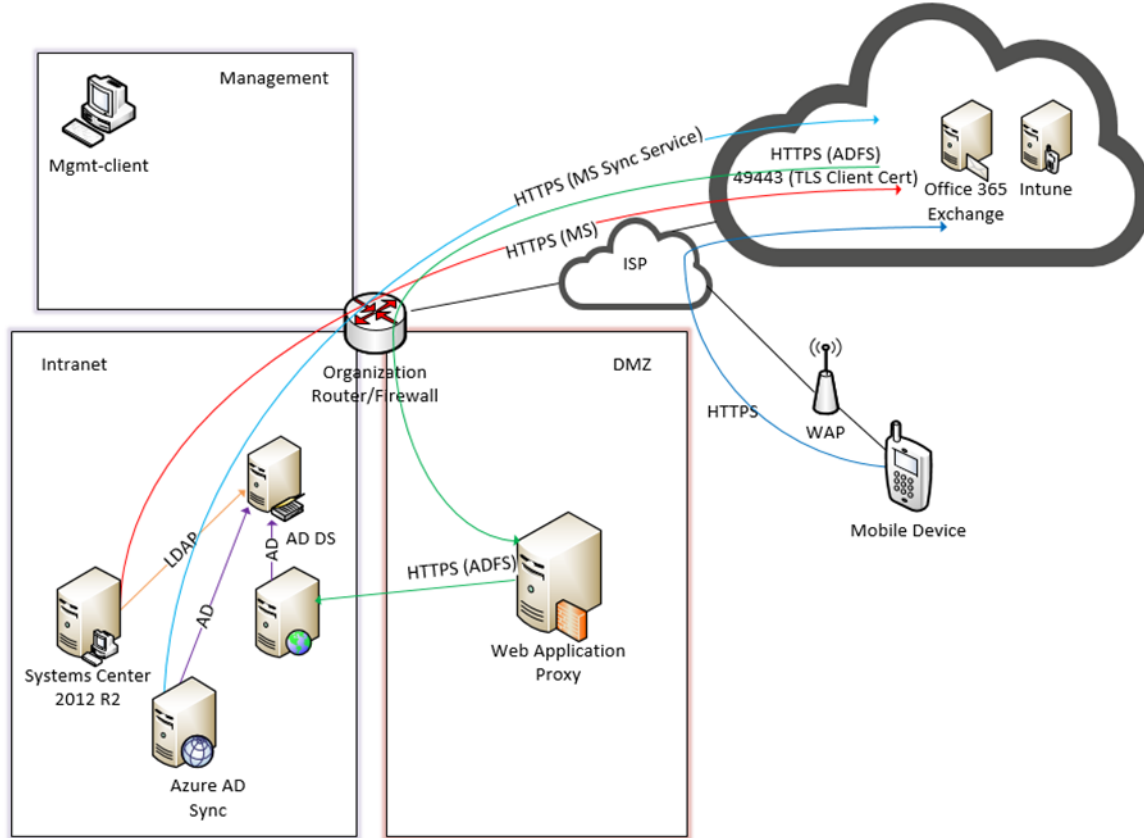 Management
Mgmt-client
HTTPS (MS Sync Service)
HTTPS (ADFS)
49443 (TLS Client Cert)
HTTPS (MS)
Office 365
Exchange
Intune
ISP
Intranet
Organization
Router/Firewall
DMZ
HTTPS
WAP
Mobile Device
AD DS
LDAP
AD
AD
HTTPS (ADFS)
Systems Center
2012 R2
Web Application
Proxy
Azure AD
Sync